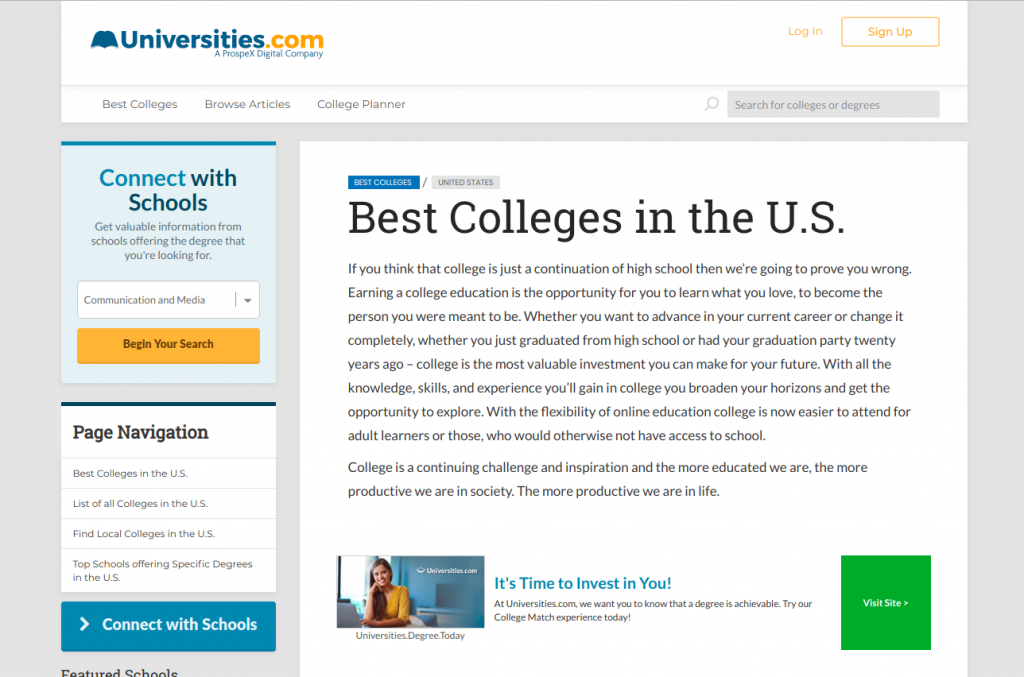 Universities.com
A ProspeX Digital Company
Log In
Sign Up
Best Colleges
Browse Articles
College Planner
Search for colleges or degrees
Connect with
Schools
Get valuable information from
schools offering the degree that
you're looking for.
Communication and Media
Begin Your Search
Page Navigation
Best Colleges in the U.S.
List of all Colleges in the U.S.
Find Local Colleges in the U.S.
Top Schools offering Specific Degrees
in the U.S.
Connect with Schools
Featured Schools
BEST COLLEGES / UNITED STATES
Best Colleges in the U.S.
If you think that college is just a continuation of high school then we’re going to prove you wrong.
Earning a college education is the opportunity for you to learn what you love, to become the
person you were meant to be. Whether you want to advance in your current career or change it
completely, whether you just graduated from high school or had your graduation party twenty
years ago – college is the most valuable investment you can make for your future. With all the
knowledge, skills, and experience you’ll gain in college you broaden your horizons and get the
opportunity to explore. With the flexibility of online education college is now easier to attend for
adult learners or those, who would otherwise not have access to school.
College is a continuing challenge and inspiration and the more educated we are, the more
productive we are in society. The more productive we are in life.
Universities.com
Universities.Degree.Today
It's Time to Invest in You!
At Universities.com, we want you to know that a degree is achievable. Try our
College Match experience today!
Visit Site >